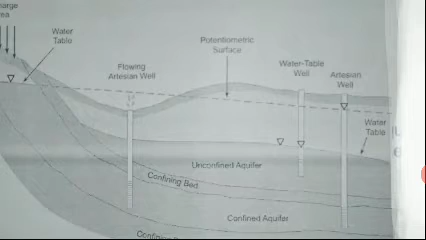 Water
Table
Flowing
Artesian Well
Potentiometric
Surface
Water-Table
Well
Artesian
Well
Water
Table
Unconfined Aquifer
Confining Bed
Confined Aquifer